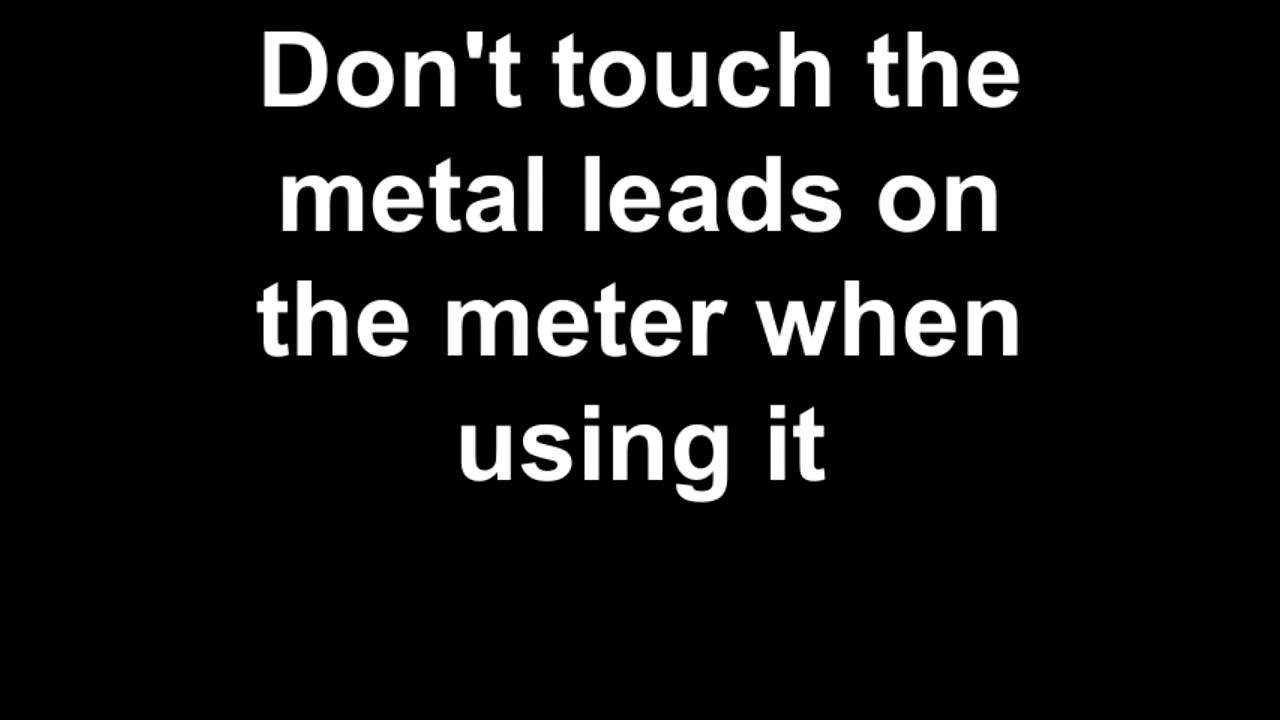 Don't touch the
metal leads on
the meter when
using it